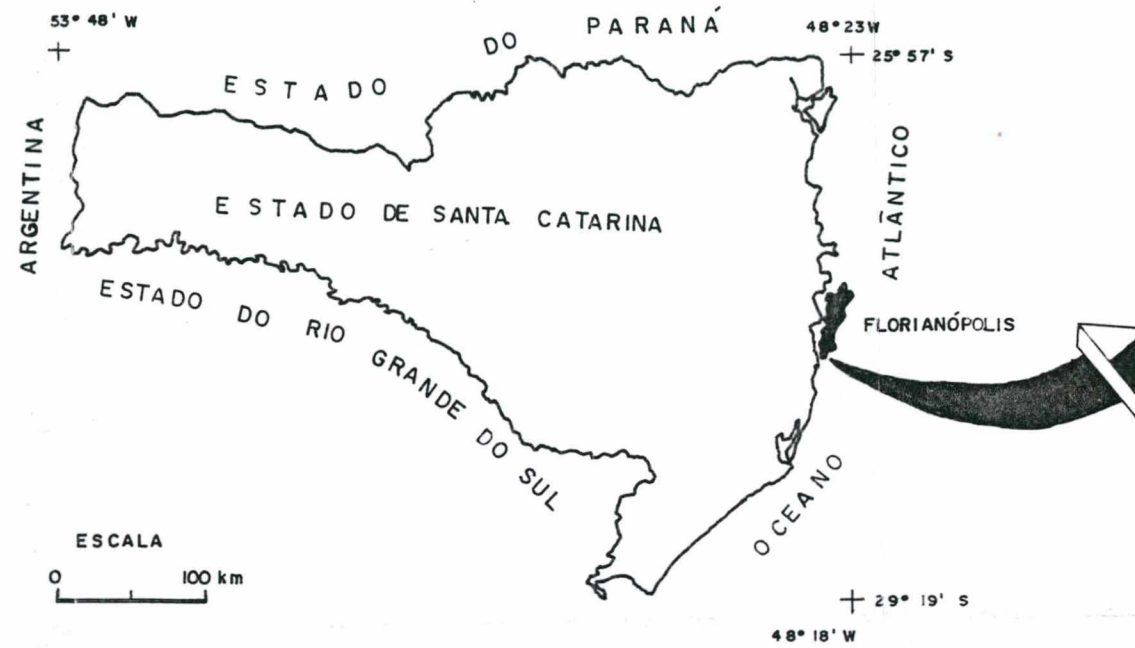 53° 48' W
ESTADO DO PARANÁ
48° 23W
25° 57' S
ARGENTINA
ESTADO DE SANTA CATARINA
ATLÂNTICO
ESTADO DO RIO GRANDE DO SUL
FLORIANÓPOLIS
OCEANO
ESCALA
0 100 km
29° 19' S
48° 18' W